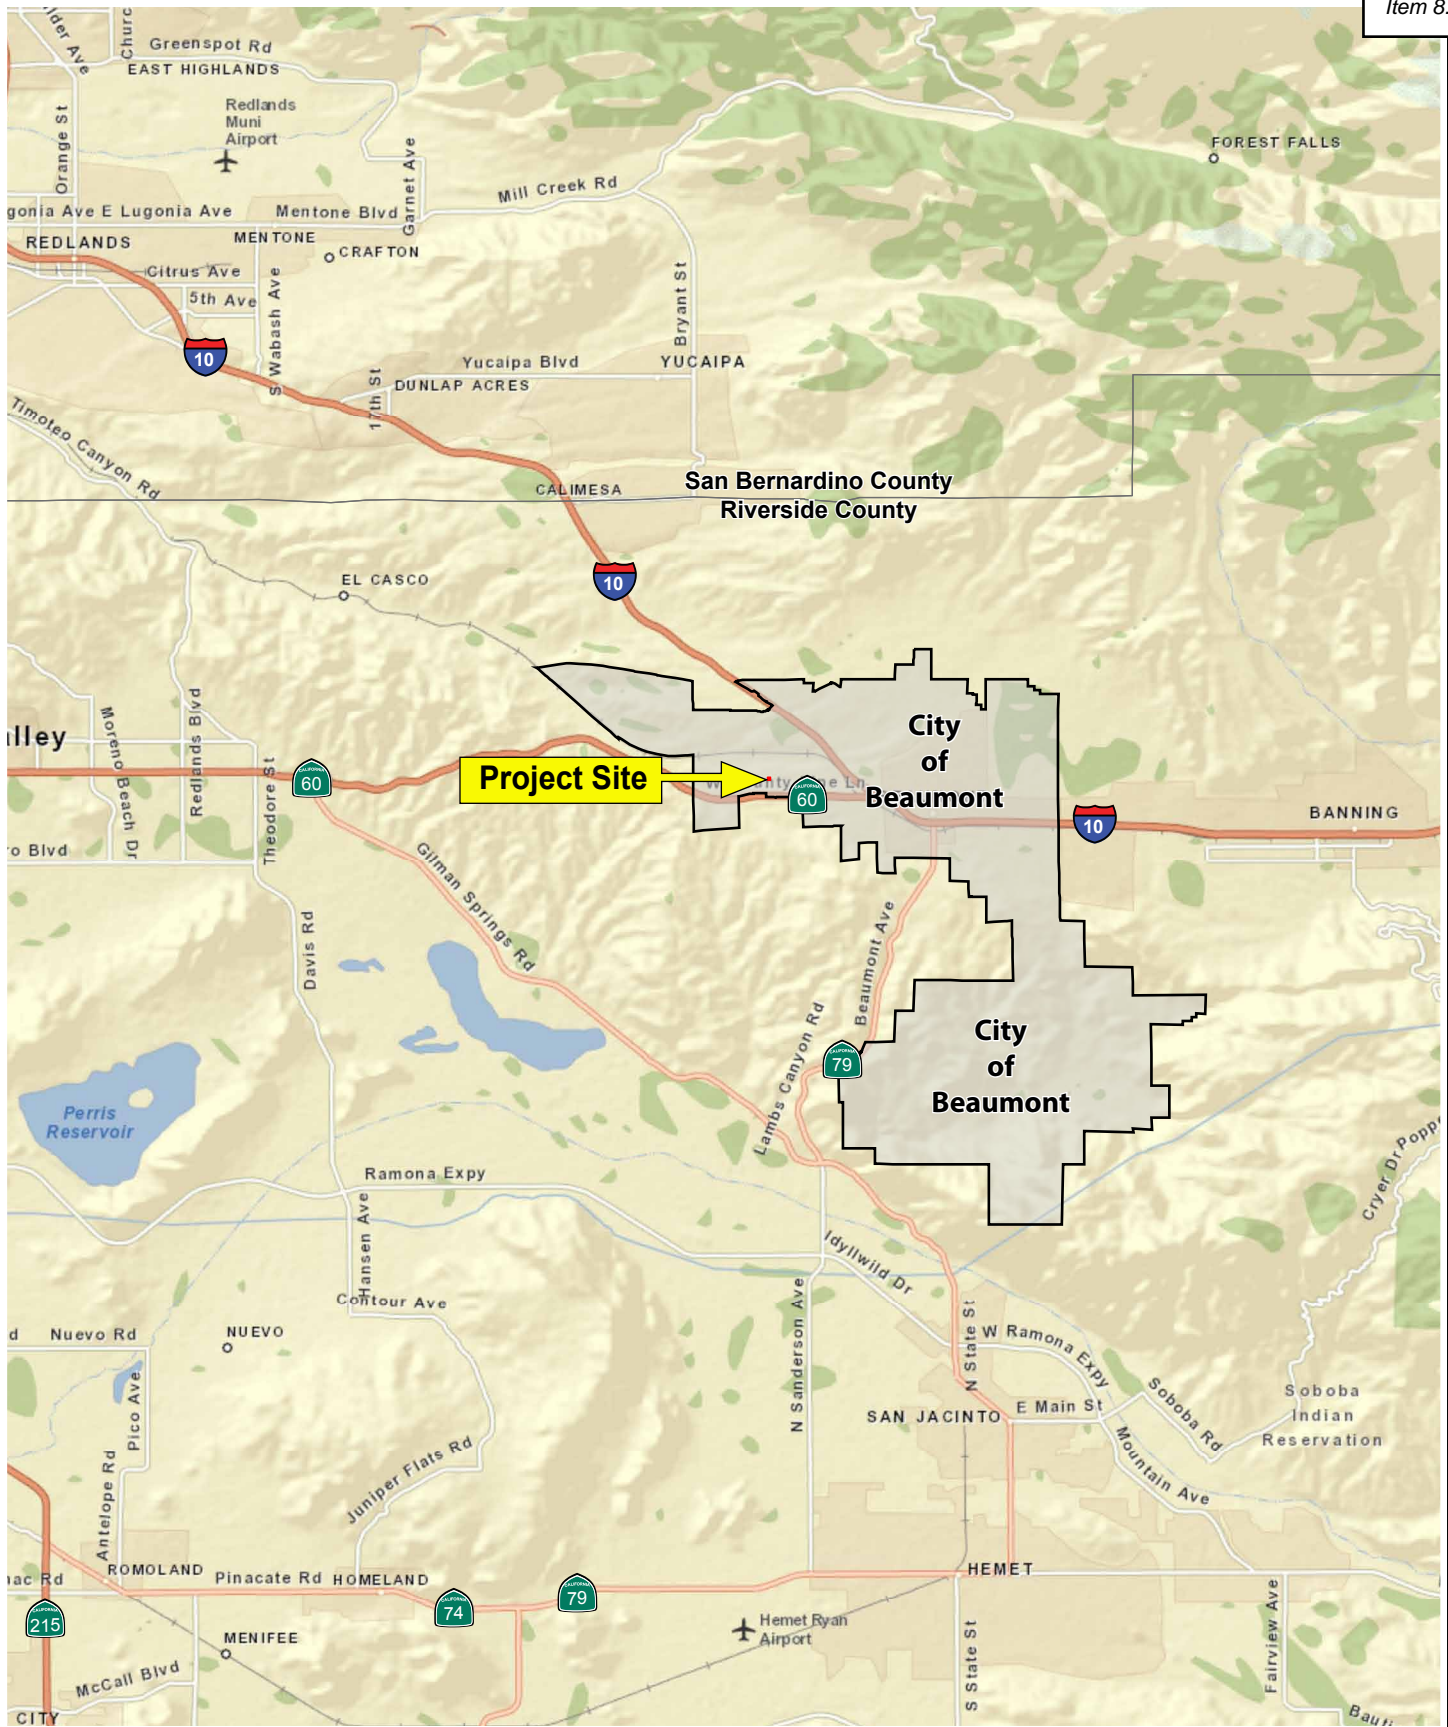 Item 8.
Greenspot Rd
EAST HIGHLANDS
Orange St
Redlands
Muni
Airport
Garnet Ave
FOREST FALLS
Mill Creek Rd
E Lugonia Ave
Mentone Blvd
REDLANDS
MENTONE
CRAFTON
Citrus Ave
5th Ave
S Wabash Ave
Bryant St
10
Yucaipa Blvd
YUCAIPA
17th St
DUNLAP ACRES
Timoteo Canyon Rd
CALIMESA
San Bernardino County
Riverside County
EL CASCO
10
Moreno Beach Dr
Redlands Blvd
Theodore St
CALIFORNIA
60
Project Site
CALIFORNIA
60
City
of
Beaumont
10
BANNING
Gilman Springs Rd
Davis Rd
Beaumont Ave
Lambs Canyon Rd
CALIFORNIA
79
City
of
Beaumont
Perris
Reservoir
Ramona Expy
Hansen Ave
Contour Ave
Idyllwild Dr
Cryer Dr
Nuevo Rd
NUEVO
N Sanderson Ave
N State St
W Ramona Expy
Pico Ave
SAN JACINTO
E Main St
Soboba Rd
Soboba
Indian
Reservation
Mountain Ave
Antelope Rd
Juniper Flats Rd
ROMOLAND
Pinacate Rd
HOMELAND
HEMET
CALIFORNIA
215
CALIFORNIA
74
CALIFORNIA
79
Hemet Ryan
Airport
MENIFEE
McCall Blvd
S State St
Fairview Ave
CITY